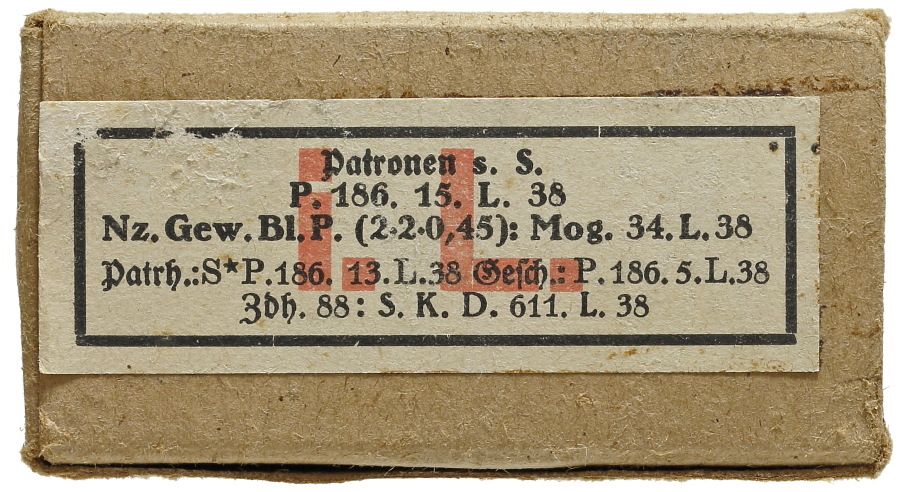 Patronen s. S.
P. 186. 15. L. 38
Nz. Gew. Bl. P. (2·2·0,45): Mog. 34. L. 38
Patrh.: S* P. 186. 13. L. 38 Gesch.: P. 186. 5. L. 38
Zdh. 88: S. K. D. 611. L. 38
i. L.